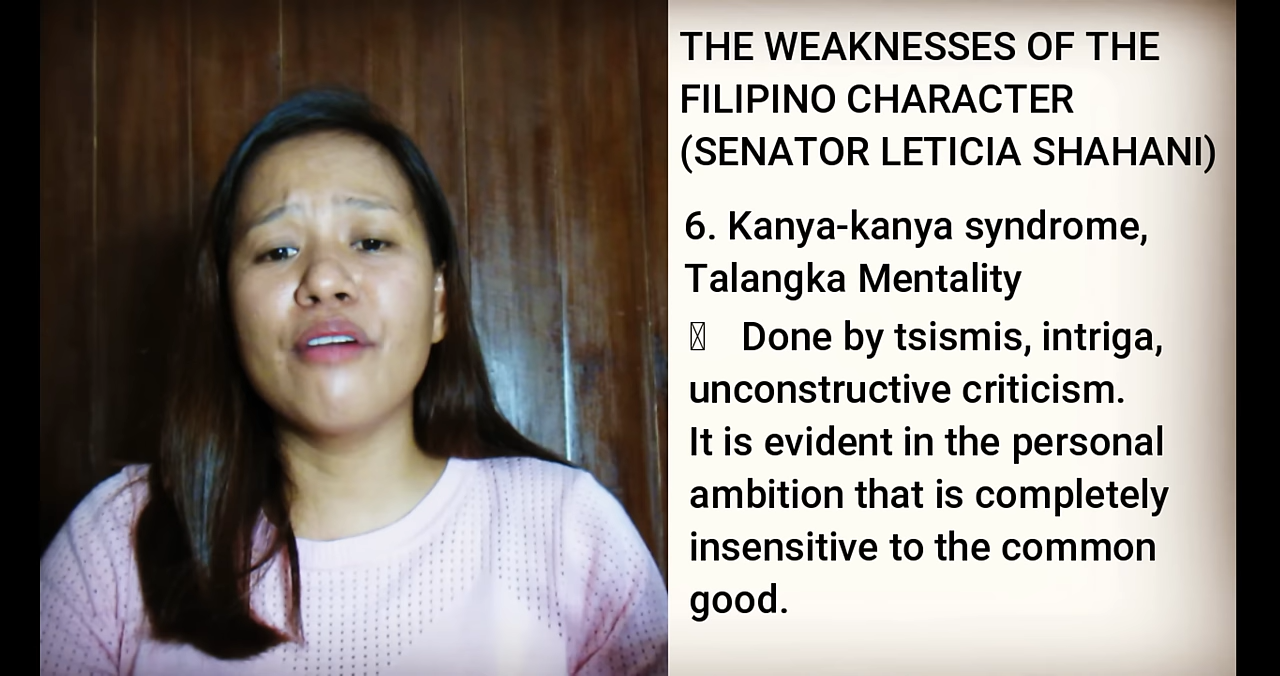 THE WEAKNESSES OF THE
FILIPINO CHARACTER
(SENATOR LETICIA SHAHANI)
6. Kanya-kanya syndrome,
Talangka Mentality
Done by tsismis, intriga,
unconstructive criticism.
It is evident in the personal
ambition that is completely
insensitive to the common
good.